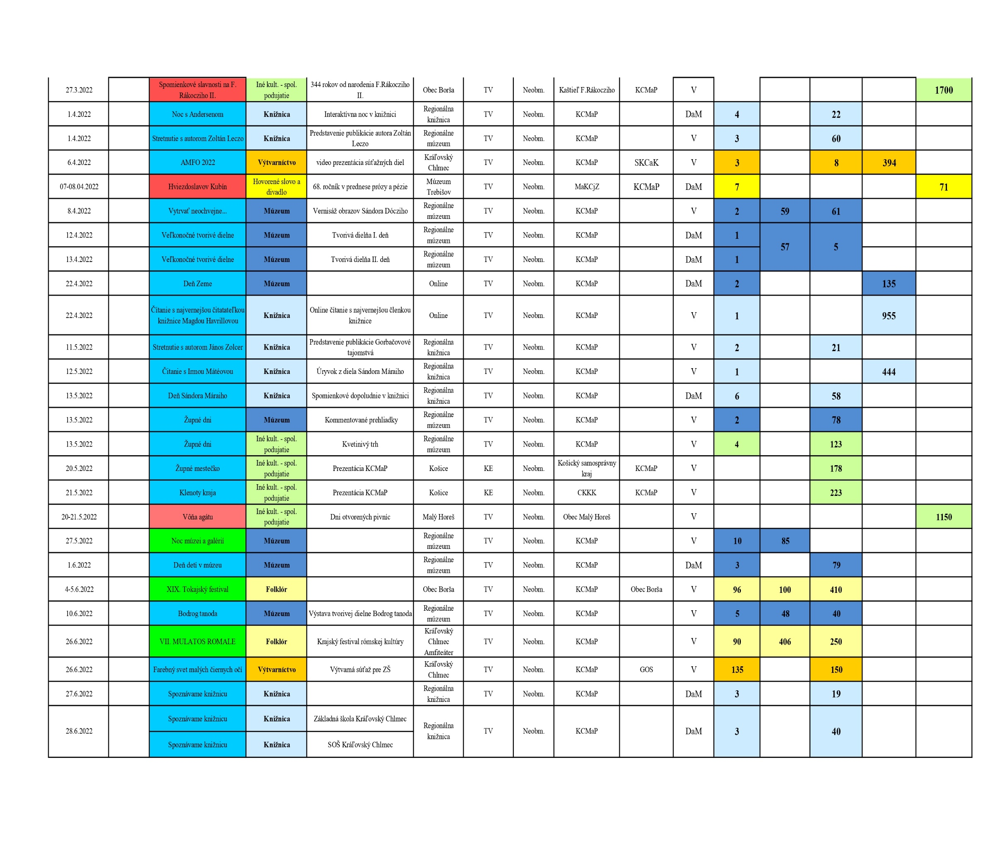 27.3.2022 Spomienkové slavnosti na F. Rákocziho II. Iné kult. - spol. podujatie 344 rokov od narodenia F.Rákocziho II. Obec Borša TV Neobm. Kaštieľ F.Rákocziho KCMaP V 1700
1.4.2022 Noc s Andersenom Knižnica Interaktívna noc v knižnici Regionálna knižnica TV Neobm. KCMaP DaM 4 22
1.4.2022 Stretnutie s autorom Zoltán Leczo Knižnica Predstavenie publikácie autora Zoltán Leczo Regionálne múzeum TV Neobm. KCMaP V 3 60
6.4.2022 AMFO 2022 Výtvarníctvo video prezentácia súťažných diel Kráľovský Chlmec TV Neobm. KCMaP SKCaK V 3 8 394
07-08.04.2022 Hviezdoslavov Kubín Hovorené slovo a divadlo 68. ročník v prednese prózy a pézie Múzeum Trebišov TV Neobm. MaKCjZ KCMaP DaM 7 71
8.4.2022 Vytrvať neochvejne... Múzeum Vernisáž obrazov Sándora Dócziho Regionálne múzeum TV Neobm. KCMaP V 2 59 61
12.4.2022 Veľkonočné tvorivé dielne Múzeum Tvorivá dielňa I. deň Regionálne múzeum TV Neobm. KCMaP DaM 1 57 5
13.4.2022 Veľkonočné tvorivé dielne Múzeum Tvorivá dielňa II. deň Regionálne múzeum TV Neobm. KCMaP DaM 1
22.4.2022 Deň Zeme Múzeum Online TV Neobm. KCMaP DaM 2 135
22.4.2022 Čítanie s najvernejšou čitatateľkou knižnice Magdou Havrillovou Knižnica Online čítanie s najvernejšou členkou knižnice Online TV Neobm. KCMaP V 1 955
11.5.2022 Stretnutie s autorom János Zolcer Knižnica Predstavenie publikácie Gorbačovové tajomstvá Regionálna knižnica TV Neobm. KCMaP V 2 21
12.5.2022 Čitanie s Irmou Mátéovou Knižnica Úryvok z diela Sándora Máraiho Regionálna knižnica TV Neobm. KCMaP V 1 444
13.5.2022 Deň Sándora Máraiho Knižnica Spomienkové dopoludnie v knižnici Regionálna knižnica TV Neobm. KCMaP DaM 6 58
13.5.2022 Župné dni Múzeum Kommentované prehliadky Regionálne múzeum TV Neobm. KCMaP V 2 78
13.5.2022 Župné dni Iné kult. - spol. podujatie Kvetinivý trh Regionálne múzeum TV Neobm. KCMaP V 4 123
20.5.2022 Župné mestečko Iné kult. - spol. podujatie Prezentácia KCMaP Košice KE Neobm. Košický samosprávny kraj KCMaP V 178
21.5.2022 Klenoty kraja Iné kult. - spol. podujatie Prezentácia KCMaP Košice KE Neobm. CKKK KCMaP V 223
20-21.5.2022 Vôňa agátu Iné kult. - spol. podujatie Dni otvorených pivníc Malý Horeš TV Neobm. Obec Malý Horeš V 1150
27.5.2022 Noc múzei a galérií Múzeum Regionálne múzeum TV Neobm. KCMaP V 10 85
1.6.2022 Deň detí v múzeu Múzeum Regionálne múzeum TV Neobm. KCMaP DaM 3 79
4-5.6.2022 XIX. Tokajský festival Folklór Obec Borša TV Neobm. KCMaP Obec Borša V 96 100 410
10.6.2022 Bodrog tanoda Múzeum Výstava tvorivej dielne Bodrog tanoda Regionálne múzeum TV Neobm. KCMaP V 5 48 40
26.6.2022 VII. MULATOS ROMALE Folklór Krajský festival rómskej kultúry Kráľovský Chlmec Amfiteáter TV Neobm. KCMaP V 90 406 250
26.6.2022 Farebný svet malých čiernych očí Výtvarníctvo Výtvarná súťaž pre ZŠ Kráľovský Chlmec TV Neobm. KCMaP GOS V 135 150
27.6.2022 Spoznávame knižnicu Knižnica Regionálna knižnica TV Neobm. KCMaP DaM 3 19
28.6.2022 Spoznávame knižnicu Knižnica Základná škola Kráľovský Chlmec Regionálna knižnica TV Neobm. KCMaP DaM 3 40
Spoznávame knižnicu Knižnica SOŠ Kráľovský Chlmec